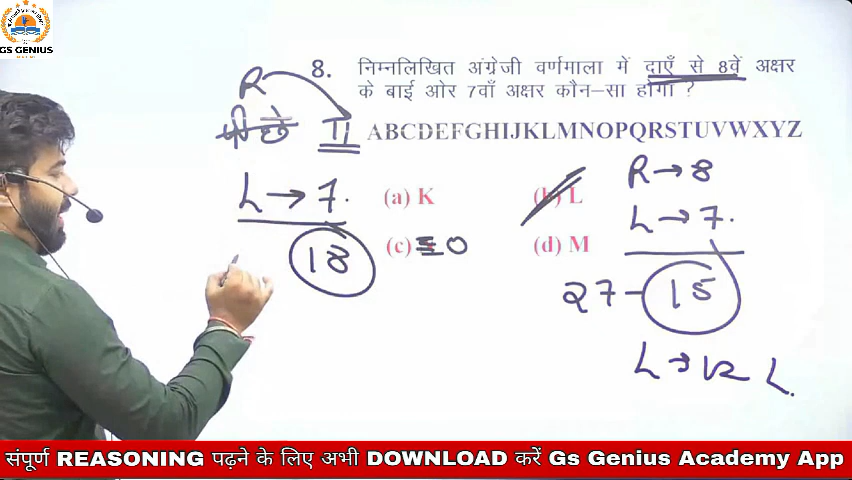 GS GENIUS
8. निम्नलिखित अंग्रेजी वर्णमाला में दाएँ से 8वें अक्षर
के बाईं ओर 7वाँ अक्षर कौन–सा होगा ?
ABCDEFGHIJKLMNOPQRSTUVWXYZ
(a) K
(b) L
(c) O
(d) M
R
पीछे 11
L → 7.
18
R → 8
L → 7.
27 – 15
L → 12 L.
संपूर्ण REASONING पढ़ने के लिए अभी DOWNLOAD करें Gs Genius Academy App